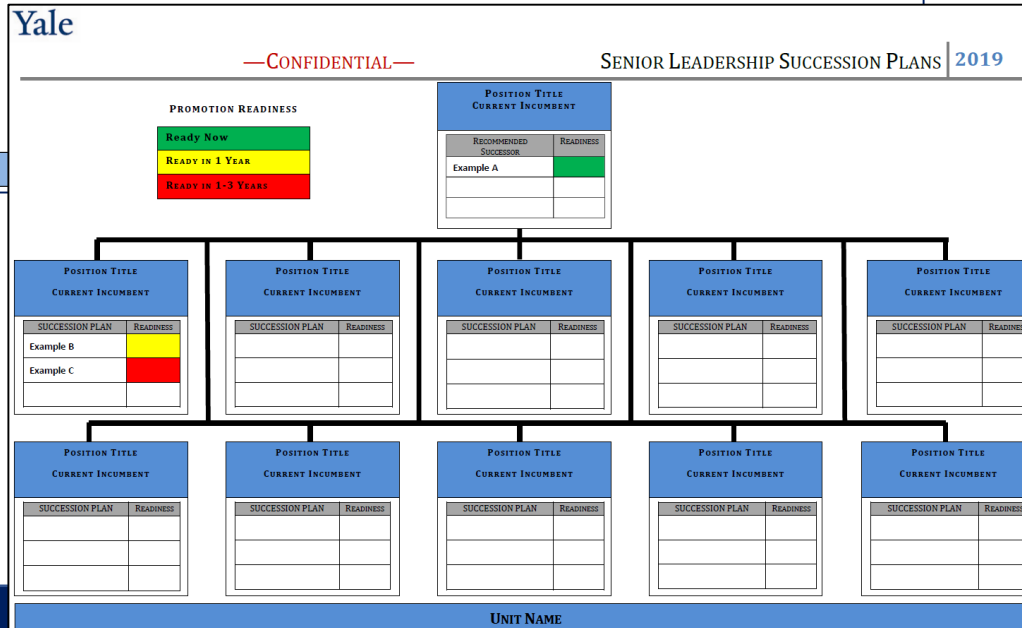 Yale
—CONFIDENTIAL—
SENIOR LEADERSHIP SUCCESSION PLANS 2019
PROMOTION READINESS
READY NOW
READY IN 1 YEAR
READY IN 1-3 YEARS
POSITION TITLE
CURRENT INCUMBENT
RECOMMENDED SUCCESSOR READINESS
Example A
POSITION TITLE
CURRENT INCUMBENT
SUCCESSION PLAN READINESS
Example B
Example C
POSITION TITLE
CURRENT INCUMBENT
SUCCESSION PLAN READINESS
POSITION TITLE
CURRENT INCUMBENT
SUCCESSION PLAN READINESS
POSITION TITLE
CURRENT INCUMBENT
SUCCESSION PLAN READINESS
POSITION TITLE
CURRENT INCUMBENT
SUCCESSION PLAN READINESS
POSITION TITLE
CURRENT INCUMBENT
SUCCESSION PLAN READINESS
POSITION TITLE
CURRENT INCUMBENT
SUCCESSION PLAN READINESS
POSITION TITLE
CURRENT INCUMBENT
SUCCESSION PLAN READINESS
POSITION TITLE
CURRENT INCUMBENT
SUCCESSION PLAN READINESS
POSITION TITLE
CURRENT INCUMBENT
SUCCESSION PLAN READINESS
UNIT NAME